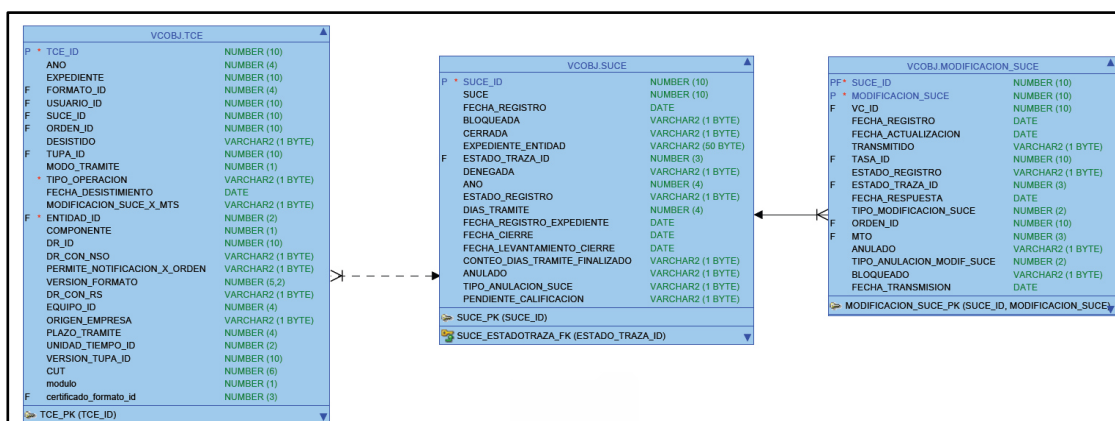 VCOBJ.TCE
P * TCE_ID NUMBER (10)
ANO NUMBER (4)
EXPEDIENTE NUMBER (10)
F FORMATO_ID NUMBER (4)
F USUARIO_ID NUMBER (10)
F SUCE_ID NUMBER (10)
F ORDEN_ID NUMBER (10)
DESISTIDO VARCHAR2 (1 BYTE)
F TUPA_ID NUMBER (10)
MODO_TRAMITE NUMBER (1)
* TIPO_OPERACION VARCHAR2 (1 BYTE)
FECHA_DESISTIMIENTO DATE
MODIFICACION_SUCE_X_MTS VARCHAR2 (1 BYTE)
F * ENTIDAD_ID NUMBER (2)
COMPONENTE NUMBER (1)
DR_ID NUMBER (10)
DR_CON_NSO VARCHAR2 (1 BYTE)
PERMITE_NOTIFICACION_X_ORDEN VARCHAR2 (1 BYTE)
VERSION_FORMATO NUMBER (5,2)
DR_CON_RS VARCHAR2 (1 BYTE)
EQUIPO_ID NUMBER (4)
ORIGEN_EMPRESA VARCHAR2 (1 BYTE)
PLAZO_TRAMITE NUMBER (4)
UNIDAD_TIEMPO_ID NUMBER (2)
VERSION_TUPA_ID NUMBER (10)
CUT NUMBER (6)
modulo NUMBER (1)
F certificado_formato_id NUMBER (3)
TCE_PK (TCE_ID)
VCOBJ.SUCE
P * SUCE_ID NUMBER (10)
SUCE NUMBER (10)
FECHA_REGISTRO DATE
BLOQUEADA VARCHAR2 (1 BYTE)
CERRADA VARCHAR2 (1 BYTE)
EXPEDIENTE_ENTIDAD VARCHAR2 (50 BYTE)
F ESTADO_TRAZA_ID NUMBER (3)
DENEGADA VARCHAR2 (1 BYTE)
ANO NUMBER (4)
ESTADO_REGISTRO VARCHAR2 (1 BYTE)
DIAS_TRAMITE NUMBER (4)
FECHA_REGISTRO_EXPEDIENTE DATE
FECHA_CIERRE DATE
FECHA_LEVANTAMIENTO_CIERRE DATE
CONTEO_DIAS_TRAMITE_FINALIZADO VARCHAR2 (1 BYTE)
ANULADO VARCHAR2 (1 BYTE)
TIPO_ANULACION_SUCE VARCHAR2 (1 BYTE)
PENDIENTE_CALIFICACION VARCHAR2 (1 BYTE)
SUCE_PK (SUCE_ID)
SUCE_ESTADOTRAZA_FK (ESTADO_TRAZA_ID)
VCOBJ.MODIFICACION_SUCE
PF* SUCE_ID NUMBER (10)
P * MODIFICACION_SUCE NUMBER (10)
F VC_ID NUMBER (10)
FECHA_REGISTRO DATE
FECHA_ACTUALIZACION DATE
TRANSMITIDO VARCHAR2 (1 BYTE)
F TASA_ID NUMBER (10)
ESTADO_REGISTRO VARCHAR2 (1 BYTE)
F ESTADO_TRAZA_ID NUMBER (3)
FECHA_RESPUESTA DATE
TIPO_MODIFICACION_SUCE NUMBER (2)
F ORDEN_ID NUMBER (10)
F MTO NUMBER (3)
ANULADO VARCHAR2 (1 BYTE)
TIPO_ANULACION_MODIF_SUCE NUMBER (2)
BLOQUEADO VARCHAR2 (1 BYTE)
FECHA_TRANSMISION DATE
MODIFICACION_SUCE_PK (SUCE_ID, MODIFICACION_SUCE)